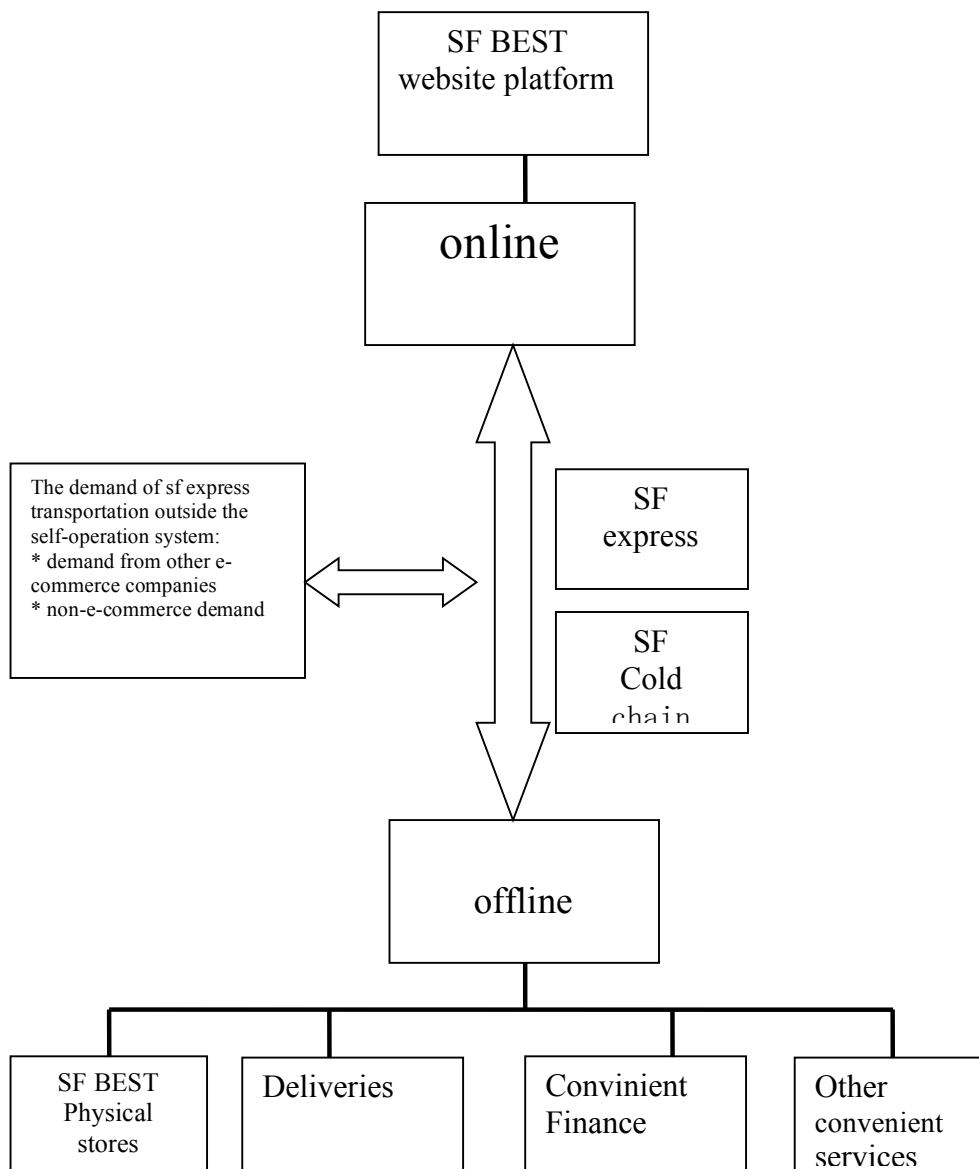 SF BEST
website platform
online
The demand of sf express
transportation outside the
self-operation system:
* demand from other e-
commerce companies
* non-e-commerce demand
SF
express
SF
Cold
chain
offline
SF BEST
Physical
stores
Deliveries
Convinient
Finance
Other
convenient
services